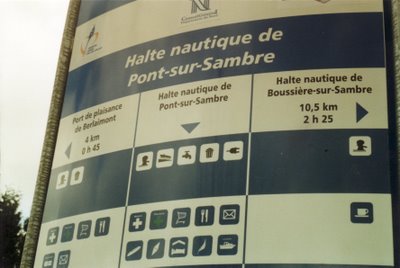 N
Halte nautique de
Pont-sur-Sambre
Port de plaisance
de Berlaimont
4 km
0 h 45
Halte nautique de
Pont-sur-Sambre
Halte nautique de
Boussière-sur-Sambre
10,5 km
2 h 25